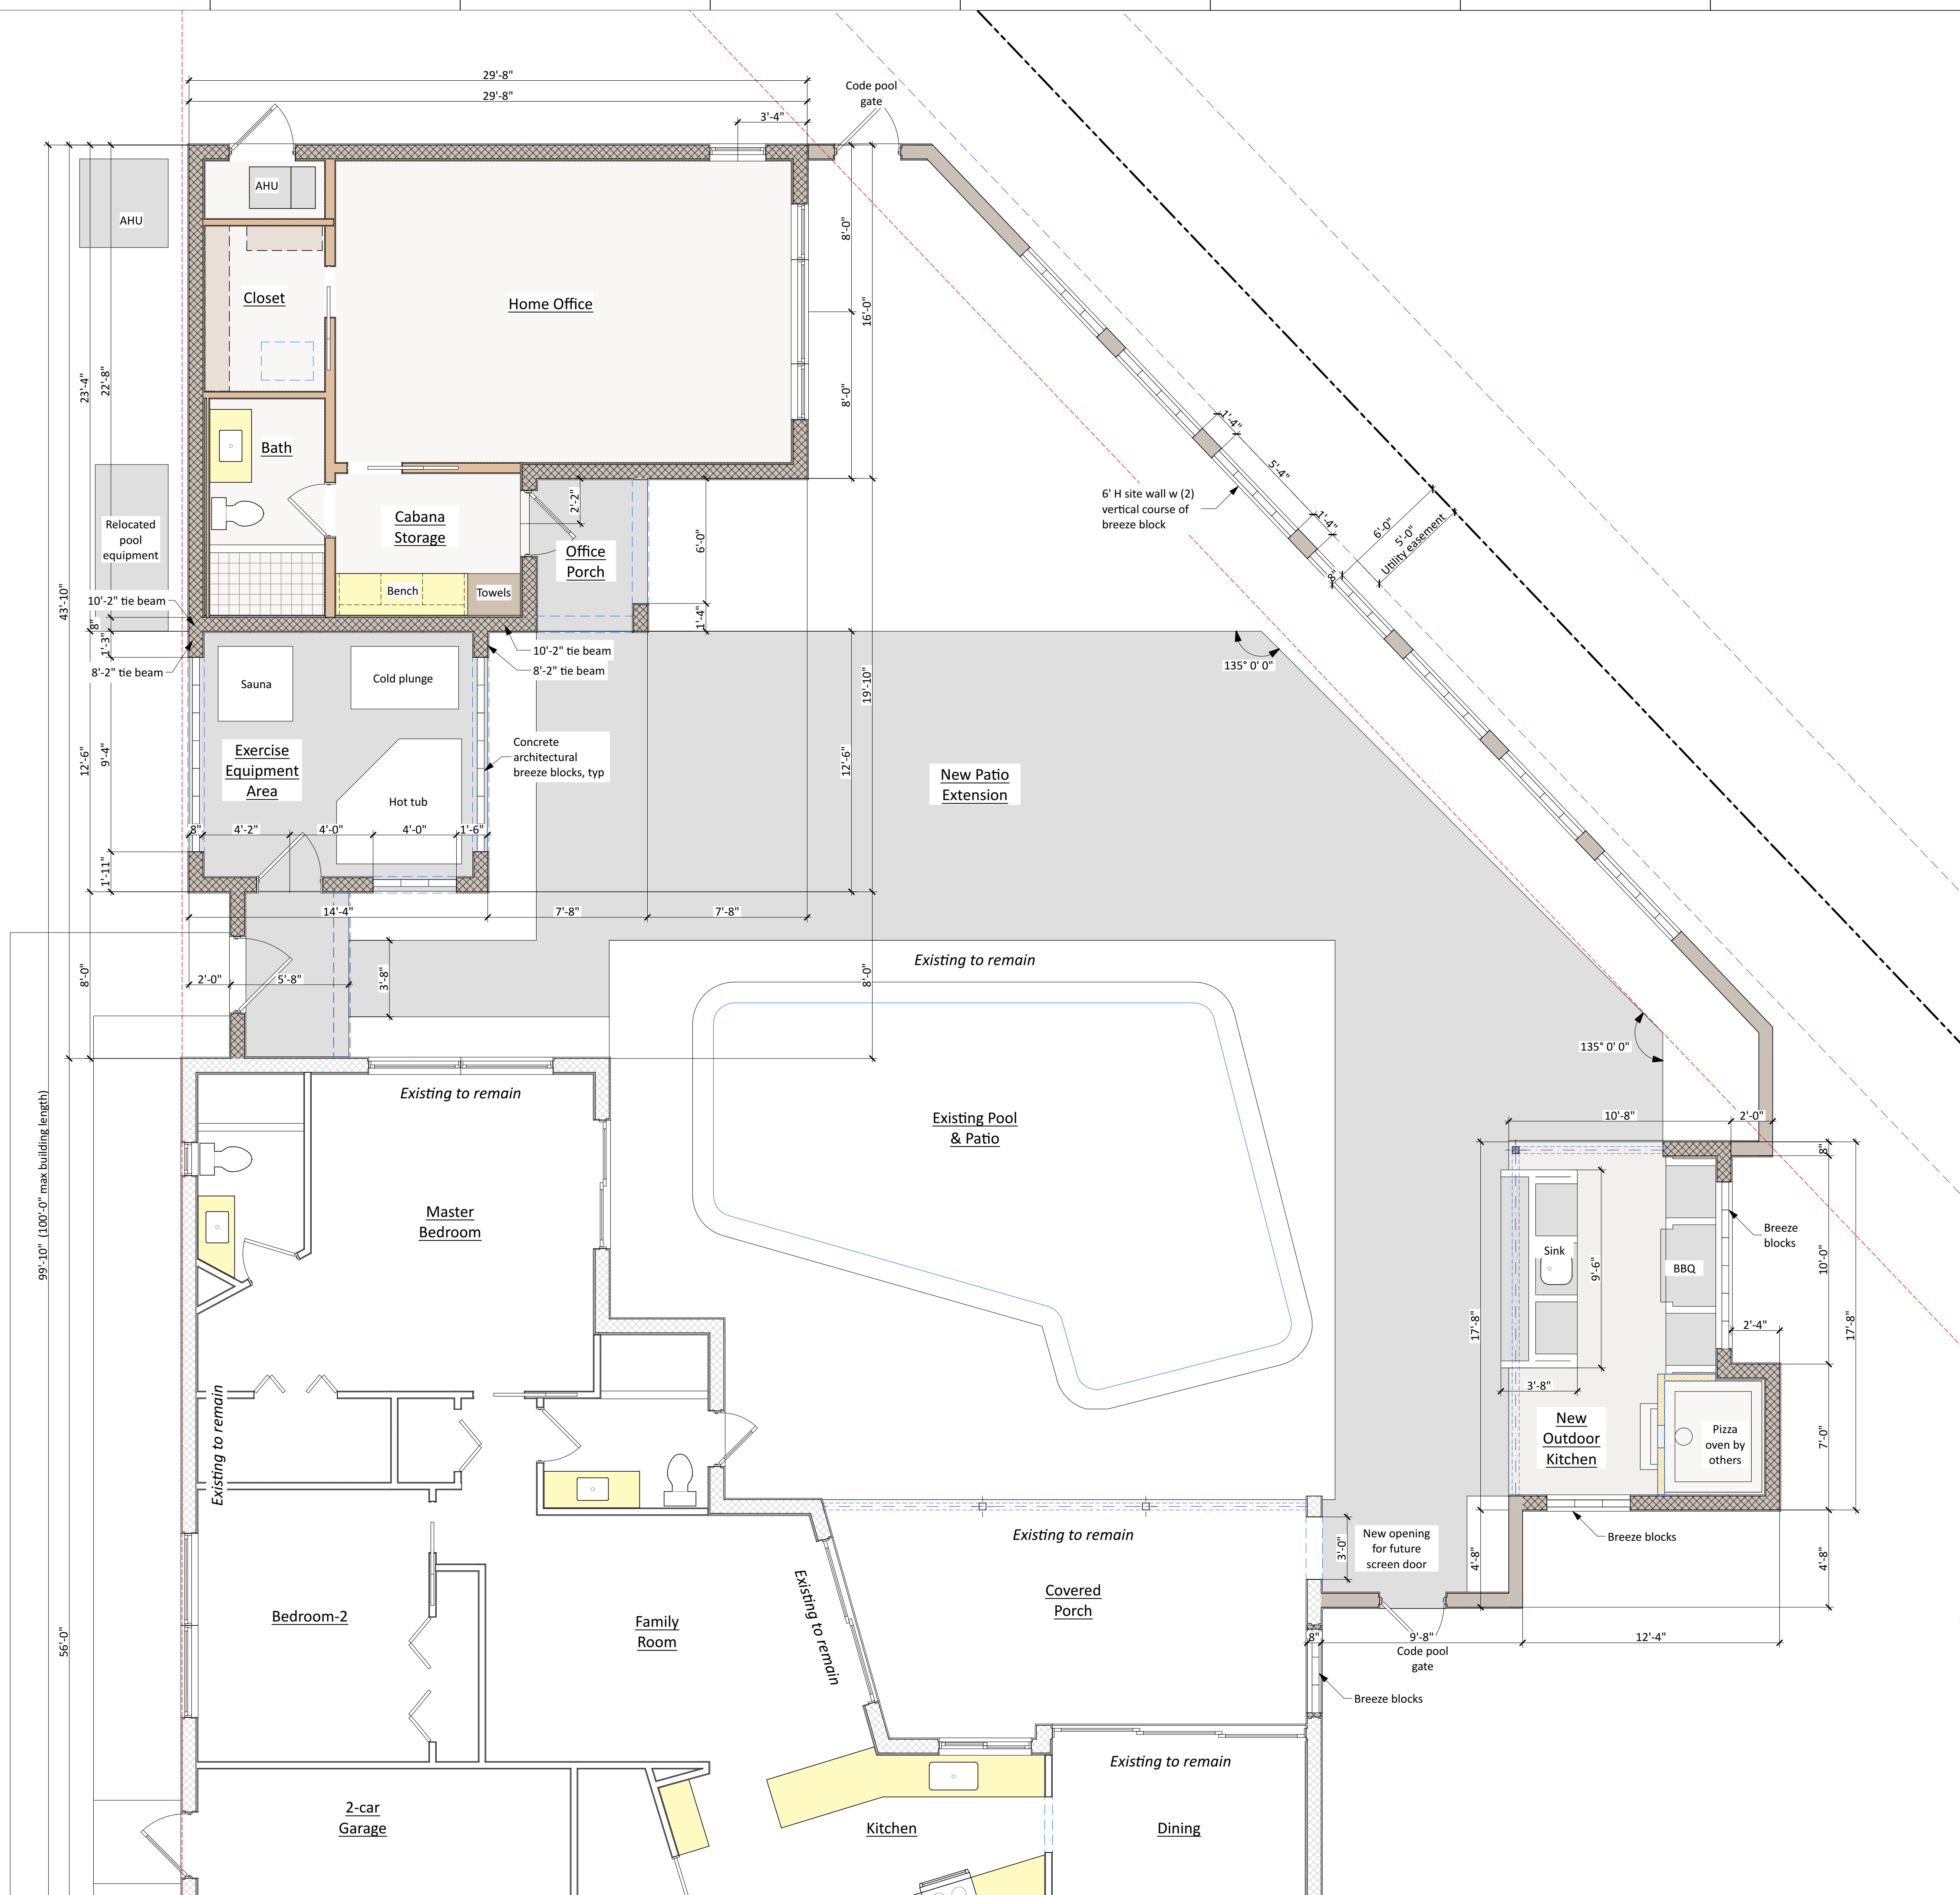 29'-8"
29'-8"
3'-4"
Code pool
gate
AHU
AHU
Closet
Home Office
8'-0"
16'-0"
8'-0"
23'-4"
22'-8"
Bath
Cabana
Storage
2'-2"
Office
Porch
6'-0"
1'-4"
Relocated
pool
equipment
Bench
Towels
10'-2" tie beam
8"
1'-3"
8'-2" tie beam
10'-2" tie beam
8'-2" tie beam
43'-10"
1'-4"
5'-4"
1'-4"
8"
6'-0"
5'-0"
Utility easement
6' H site wall w (2)
vertical course of
breeze block
135° 0' 0"
Sauna
Cold plunge
19'-10"
12'-6"
9'-4"
Exercise
Equipment
Area
Concrete
architectural
breeze blocks, typ
12'-6"
New Patio
Extension
Hot tub
8"
4'-2"
4'-0"
4'-0"
1'-6"
1'-11"
14'-4"
7'-8"
7'-8"
8'-0"
2'-0"
5'-8"
3'-8"
8'-0"
Existing to remain
135° 0' 0"
Existing to remain
Existing Pool
& Patio
10'-8"
2'-0"
8"
99'-10" (100'-0" max building length)
Master
Bedroom
Breeze
blocks
Sink
9'-6"
BBQ
10'-0"
17'-8"
17'-8"
2'-4"
3'-8"
New
Outdoor
Kitchen
Pizza
oven by
others
7'-0"
Existing to remain
Existing to remain
3'-0"
New opening
for future
screen door
4'-8"
Breeze blocks
4'-8"
Covered
Porch
Existing to remain
Bedroom-2
Family
Room
56'-0"
8"
9'-8"
12'-4"
Code pool
gate
Breeze blocks
Existing to remain
2-car
Garage
Kitchen
Dining